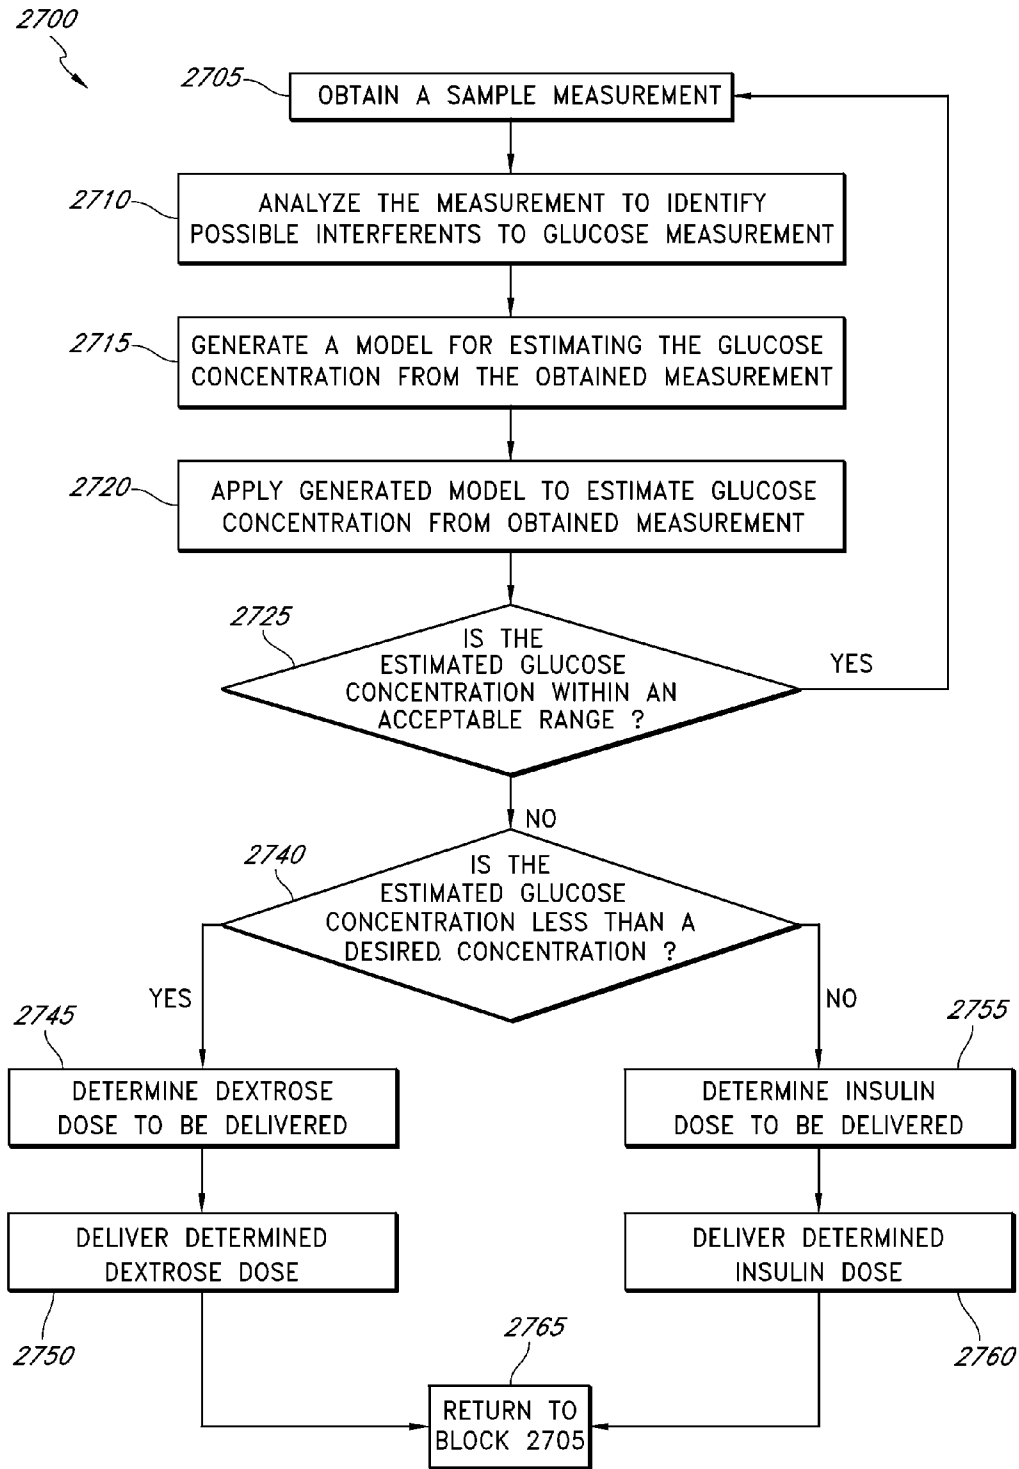 2700
2705
OBTAIN A SAMPLE MEASUREMENT
2710
ANALYZE THE MEASUREMENT TO IDENTIFY
POSSIBLE INTERFERENTS TO GLUCOSE MEASUREMENT
2715
GENERATE A MODEL FOR ESTIMATING THE GLUCOSE
CONCENTRATION FROM THE OBTAINED MEASUREMENT
2720
APPLY GENERATED MODEL TO ESTIMATE GLUCOSE
CONCENTRATION FROM OBTAINED MEASUREMENT
2725
IS THE
ESTIMATED GLUCOSE
CONCENTRATION WITHIN AN
ACCEPTABLE RANGE ?
YES
NO
2740
IS THE
ESTIMATED GLUCOSE
CONCENTRATION LESS THAN A
DESIRED. CONCENTRATION ?
YES
NO
2745
DETERMINE DEXTROSE
DOSE TO BE DELIVERED
2755
DETERMINE INSULIN
DOSE TO BE DELIVERED
DELIVER DETERMINED
DEXTROSE DOSE
2750
DELIVER DETERMINED
INSULIN DOSE
2760
2765
RETURN TO
BLOCK 2705